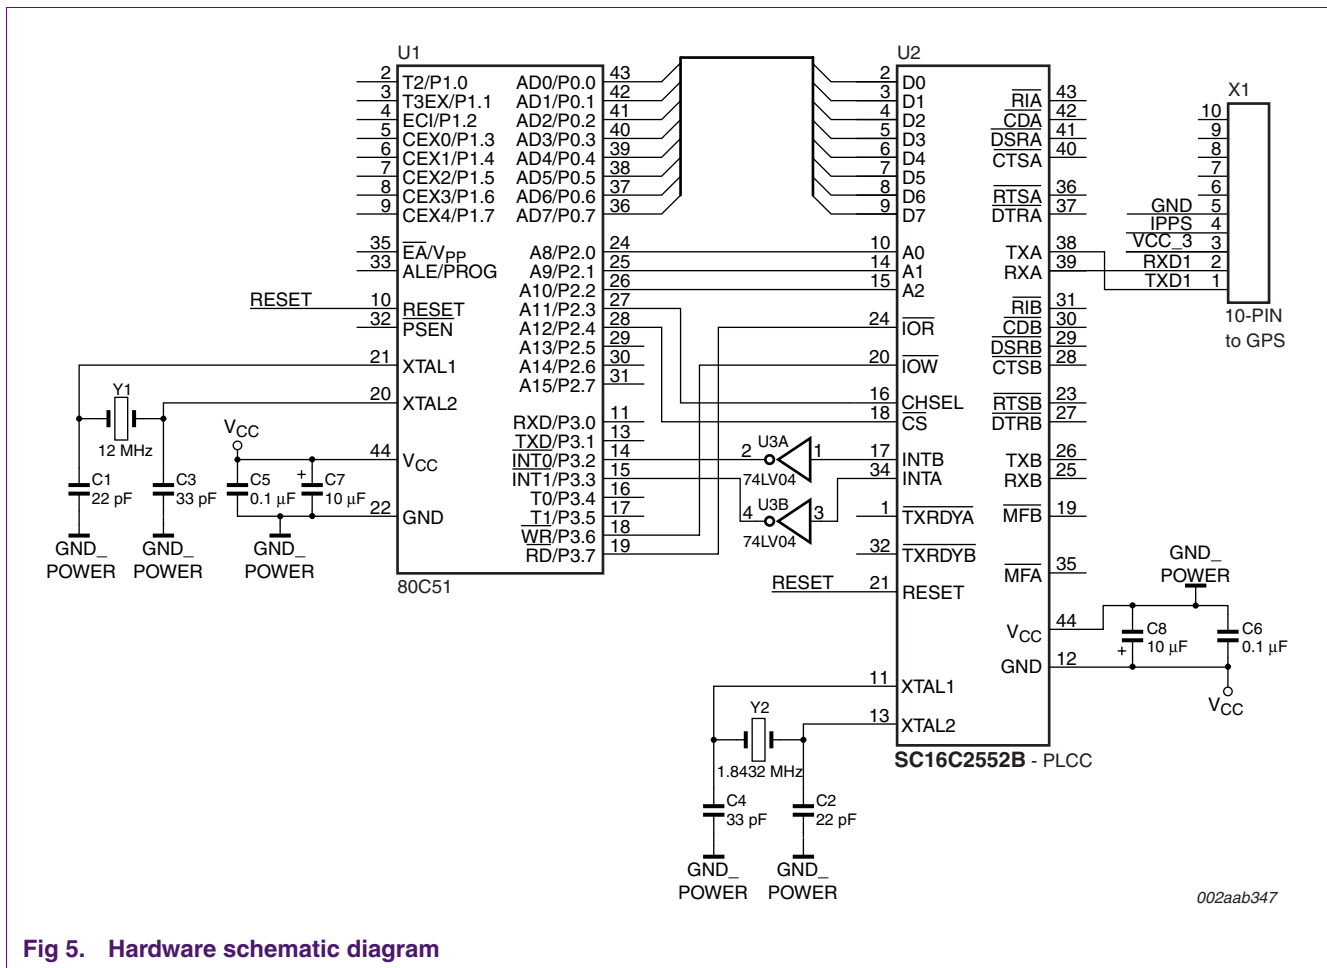 U1
2 T2/P1.0
3 T3EX/P1.1
4 ECI/P1.2
5 CEX0/P1.3
6 CEX1/P1.4
7 CEX2/P1.5
8 CEX3/P1.6
9 CEX4/P1.7
35 EA/VPP
33 ALE/PROG
RESET 10 RESET
32 PSEN
21 XTAL1
20 XTAL2
44 VCC
22 GND
AD0/P0.0 43
AD1/P0.1 42
AD2/P0.2 41
AD3/P0.3 40
AD4/P0.4 39
AD5/P0.5 38
AD6/P0.6 37
AD7/P0.7 36
A8/P2.0 24
A9/P2.1 25
A10/P2.2 26
A11/P2.3 27
A12/P2.4 28
A13/P2.5 29
A14/P2.6 30
A15/P2.7 31
RXD/P3.0 11
TXD/P3.1 13
INT0/P3.2 14
INT1/P3.3 15
T0/P3.4 16
T1/P3.5 17
WR/P3.6 18
RD/P3.7 19
80C51
Y1
12 MHz
C1
22 pF
C3
33 pF
VCC
C5
0.1 μF
+ C7
10 μF
GND_
POWER
GND_
POWER
GND_
POWER
2 U3A 1
74LV04
4 U3B 3
74LV04
U2
2 D0
3 D1
4 D2
5 D3
6 D4
7 D5
8 D6
9 D7
10 A0
14 A1
15 A2
24 IOR
20 IOW
16 CHSEL
18 CS
17 INTB
34 INTA
1 TXRDYA
32 TXRDYB
RESET 21 RESET
11 XTAL1
13 XTAL2
RIA 43
CDA 42
DSRA 41
CTSA 40
RTSA 36
DTRA 37
TXA 38
RXA 39
RIB 31
CDB 30
DSRB 29
CTSB 28
RTSB 23
DTRB 27
TXB 26
RXB 25
MFB 19
MFA 35
VCC 44
GND 12
SC16C2552B - PLCC
Y2
1.8432 MHz
C4
33 pF
C2
22 pF
GND_
POWER
GND_
POWER
X1
10
9
8
7
6
GND 5
IPPS 4
VCC_3 3
RXD1 2
TXD1 1
10-PIN
to GPS
GND_
POWER
C8
+ 10 μF
C6
0.1 μF
VCC
002aab347
Fig 5. Hardware schematic diagram